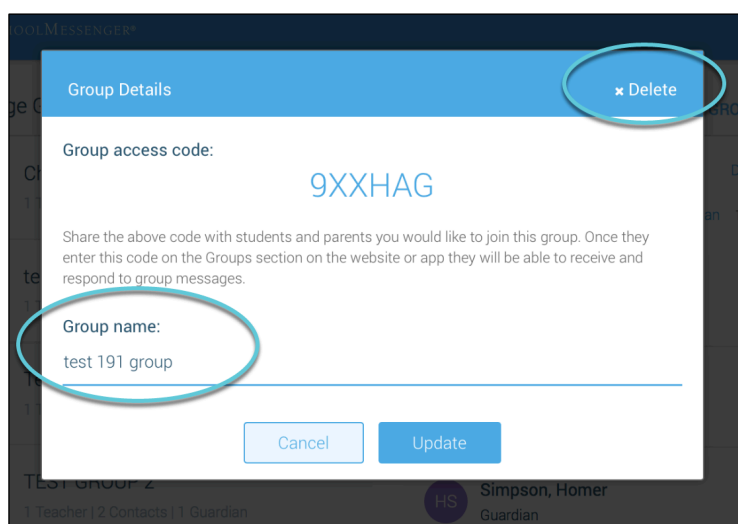 OOLMESSENGER®
Group Details
× Delete
Group access code:
9XXHAG
Share the above code with students and parents you would like to join this group. Once they
enter this code on the Groups section on the website or app they will be able to receive and
respond to group messages.
Group name:
test 191 group
Cancel
Update
TEST GROUP 2
1 Teacher | 2 Contacts | 1 Guardian
HS
Simpson, Homer
Guardian